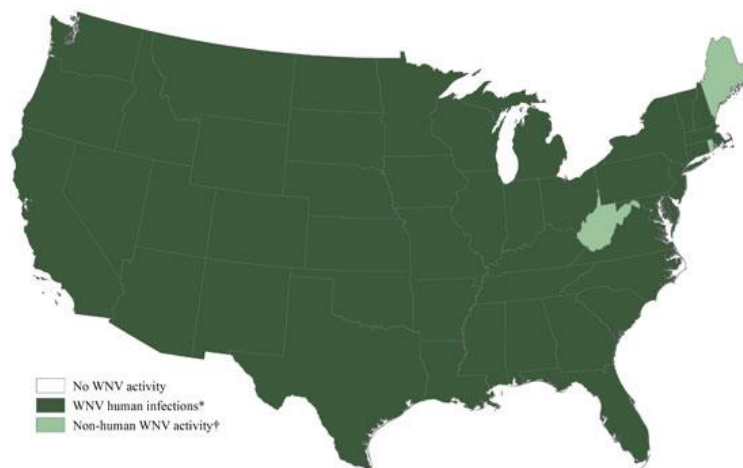 No WNV activity
WNV human infections*
Non-human WNV activity†